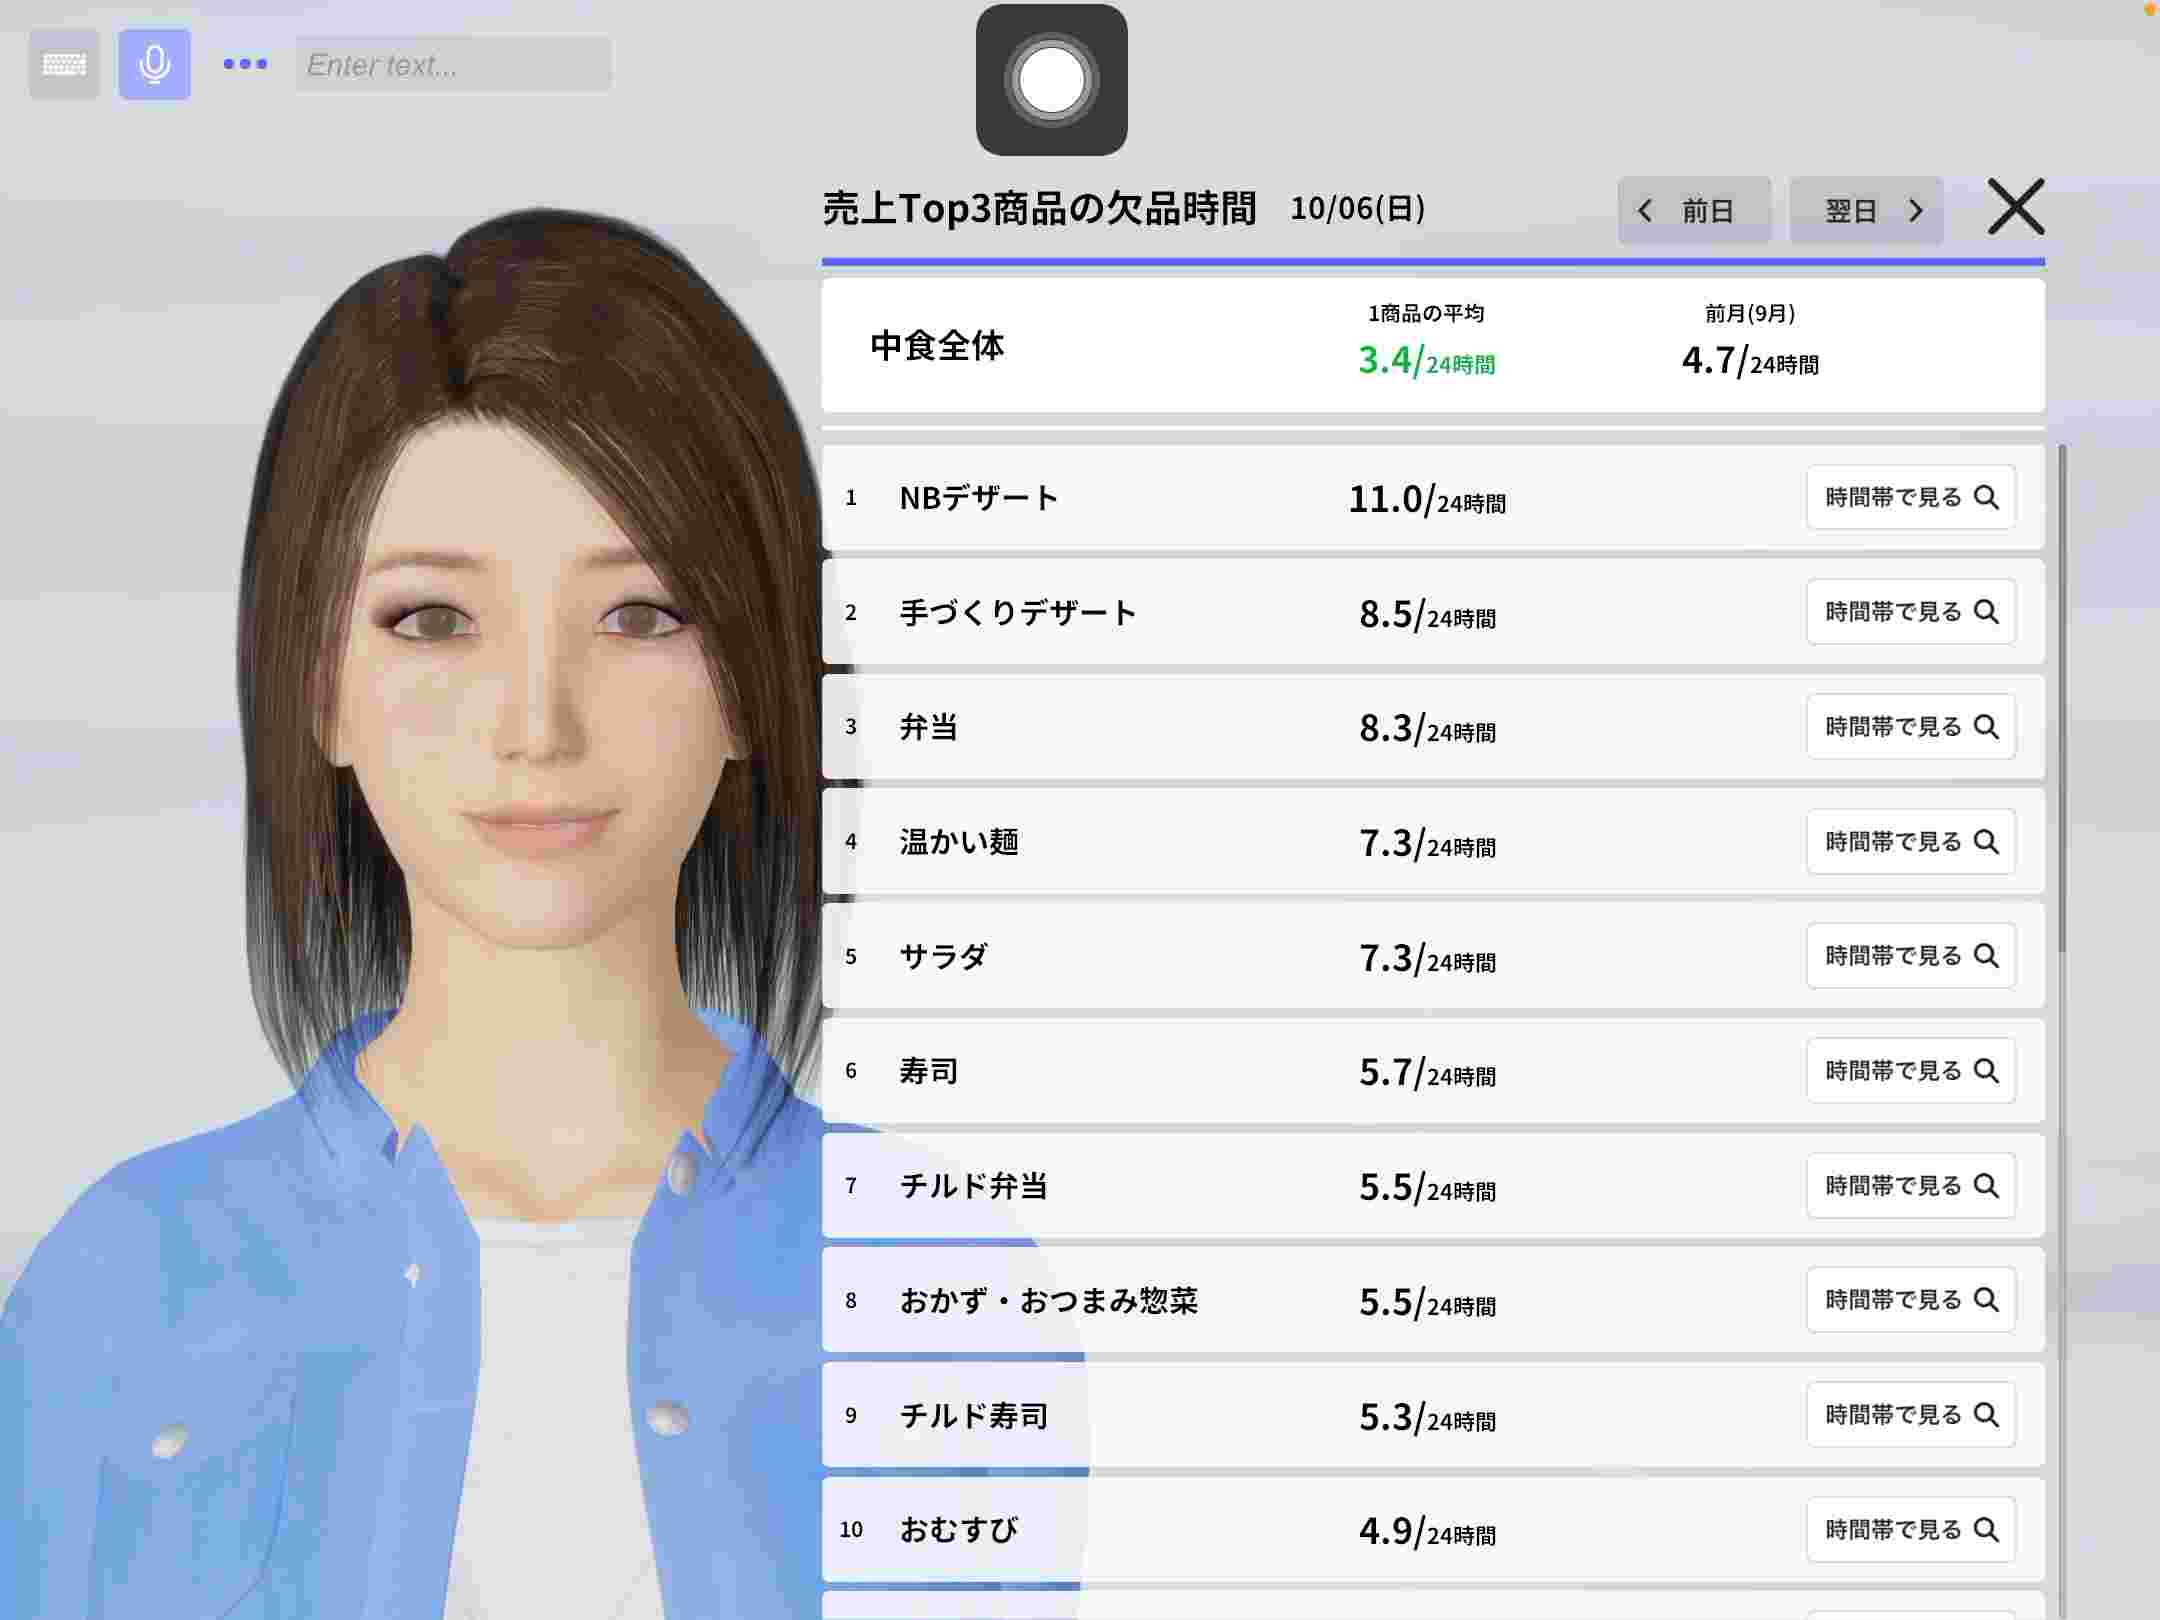 Enter text...
売上Top3商品の欠品時間 10/06(日)
前日
翌日
中食全体
1商品の平均
3.4/24時間
前月(9月)
4.7/24時間
1 NBデザート 11.0/24時間 時間帯で見る
2 手づくりデザート 8.5/24時間 時間帯で見る
3 弁当 8.3/24時間 時間帯で見る
4 温かい麺 7.3/24時間 時間帯で見る
5 サラダ 7.3/24時間 時間帯で見る
6 寿司 5.7/24時間 時間帯で見る
7 チルド弁当 5.5/24時間 時間帯で見る
8 おかず・おつまみ惣菜 5.5/24時間 時間帯で見る
9 チルド寿司 5.3/24時間 時間帯で見る
10 おむすび 4.9/24時間 時間帯で見る